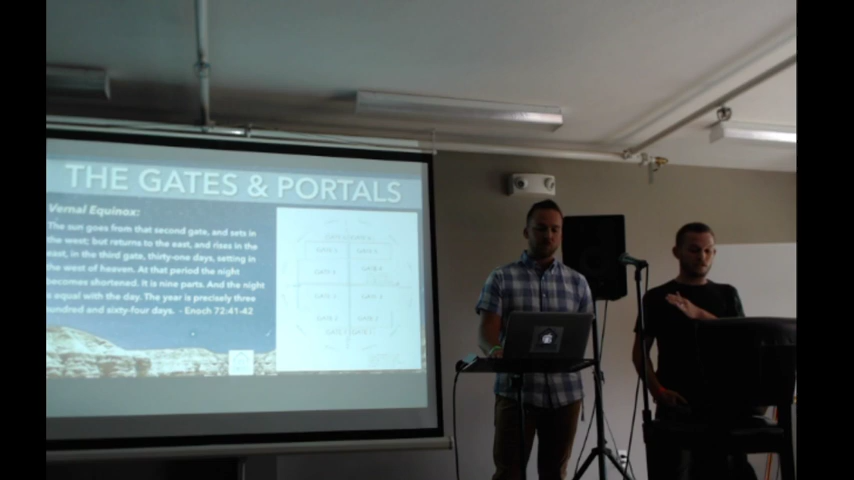 THE GATES & PORTALS
Vernal Equinox:
The sun goes from that second gate, and sets in
the west; but returns to the east, and rises in the
east, in the third gate, thirty-one days, setting in
the west of heaven. At that period the night
becomes shortened. It is nine parts. And the night
is equal with the day. The year is precisely three
hundred and sixty-four days. - Enoch 72:41-42